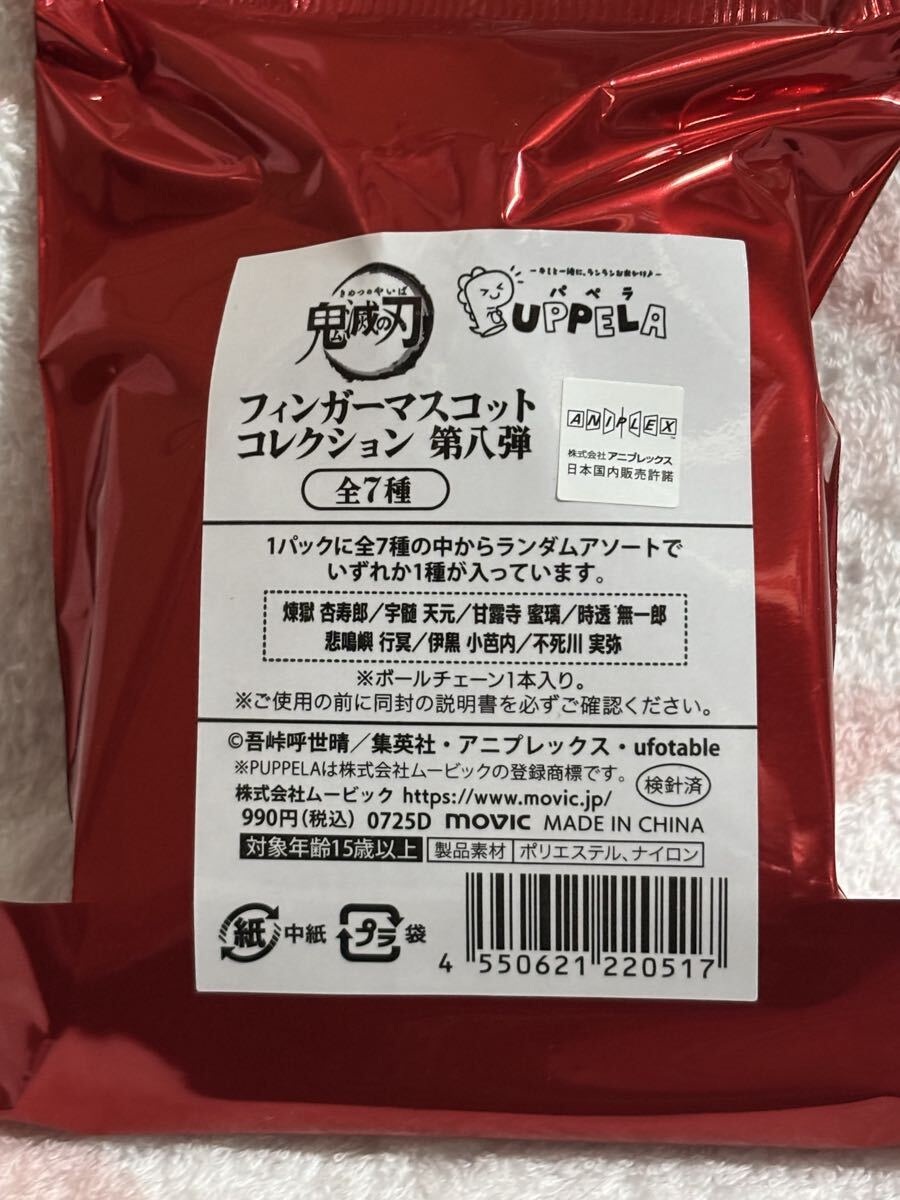 きめつのやいば
鬼滅の刃
ーキミと一緒に、ランランお出かけ♪ー
パペラ
PUPPELA
フィンガーマスコット
コレクション 第八弾
全7種
ANIPLEX
株式会社 アニプレックス
日本国内販売許諾
1パックに全7種の中からランダムアソートで
いずれか1種が入っています。
煉獄 杏寿郎/宇髄 天元/甘露寺 蜜璃/時透 無一郎
悲鳴嶼 行冥/伊黒 小芭内/不死川 実弥
※ボールチェーン1本入り。
※ご使用の前に同封の説明書を必ずご確認ください。
©吾峠呼世晴/集英社・アニプレックス・ufotable
※PUPPELAは株式会社ムービックの登録商標です。
検針済
株式会社ムービック https://www.movic.jp/
990円(税込) 0725D movic MADE IN CHINA
対象年齢15歳以上 製品素材 ポリエステル、ナイロン
紙 中紙 プラ 袋
4 550621 220517